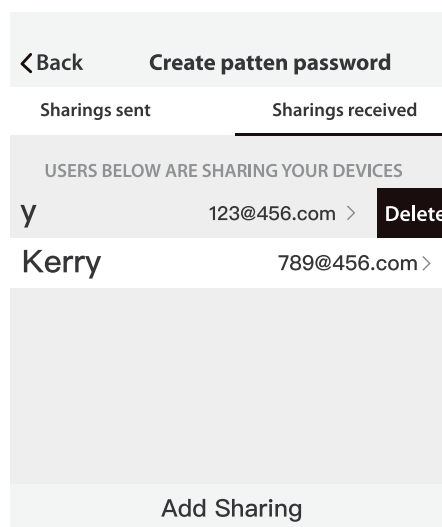 Back Create patten password
Sharings sent Sharings received
USERS BELOW ARE SHARING YOUR DEVICES
y 123@456.com Delete
Kerry 789@456.com
Add Sharing